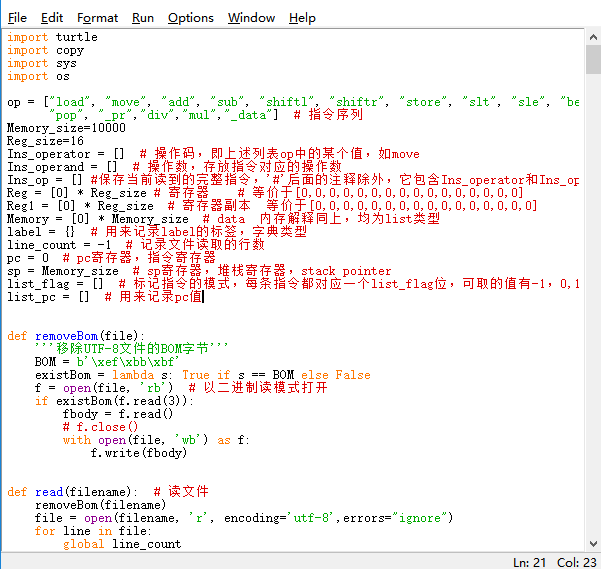 File Edit Format Run Options Window Help
import turtle
import copy
import sys
import os
op = ["load", "move", "add", "sub", "shiftl", "shiftr", "store", "slt", "sle", "be
"pop", "_pr","div","mul","_data"]  # 指令序列
Memory_size=10000
Reg_size=16
Ins_operator = []  # 操作码，即上述列表op中的某个值，如move
Ins_operand = []  # 操作数，存放指令对应的操作数
Ins_op = [] #保存当前读到的完整指令，'#'后面的注释除外，它包含Ins_operator和Ins_op
Reg = [0] * Reg_size # 寄存器   # 等价于[0,0,0,0,0,0,0,0,0,0,0,0,0,0,0,0]
Reg1 = [0] * Reg_size  # 寄存器副本  等价于[0,0,0,0,0,0,0,0,0,0,0,0,0,0,0,0]
Memory = [0] * Memory_size  # data  内存解释同上，均为list类型
label = {}  # 用来记录label的标签，字典类型
line_count = -1  # 记录文件读取的行数
pc = 0  # pc寄存器，指令寄存器
sp = Memory_size  # sp寄存器，堆栈寄存器，stack pointer
list_flag = []  # 标记指令的模式，每条指令都对应一个list_flag位，可取的值有-1，0,1
list_pc = []  # 用来记录pc值
def removeBom(file):
'''移除UTF-8文件的BOM字节'''
BOM = b'\xef\xbb\xbf'
existBom = lambda s: True if s == BOM else False
f = open(file, 'rb')  # 以二进制读模式打开
if existBom(f.read(3)):
fbody = f.read()
# f.close()
with open(file, 'wb') as f:
f.write(fbody)
def read(filename):  # 读文件
removeBom(filename)
file = open(filename, 'r', encoding='utf-8',errors="ignore")
for line in file:
global line_count
Ln: 21 Col: 23